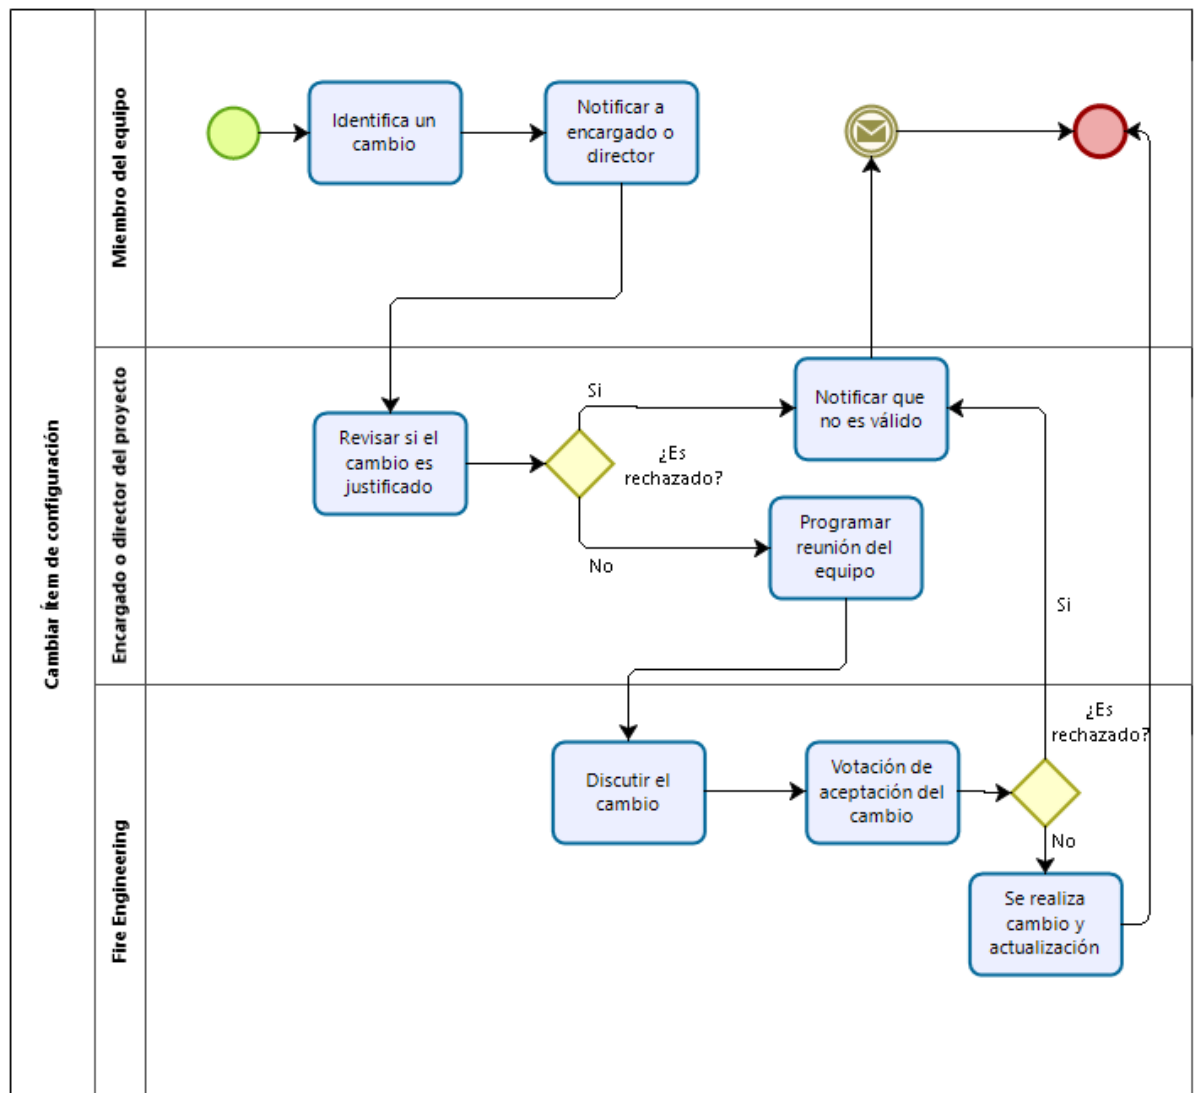 Cambiar Ítem de configuración
Miembro del equipo
Identifica un
cambio
Notificar a
encargado o
director
Encargado o director del proyecto
Revisar si el
cambio es
justificado
Si
¿Es
rechazado?
No
Notificar que
no es válido
Programar
reunión del
equipo
Si
Fire Engineering
Discutir el
cambio
Votación de
aceptación del
cambio
¿Es
rechazado?
No
Se realiza
cambio y
actualización